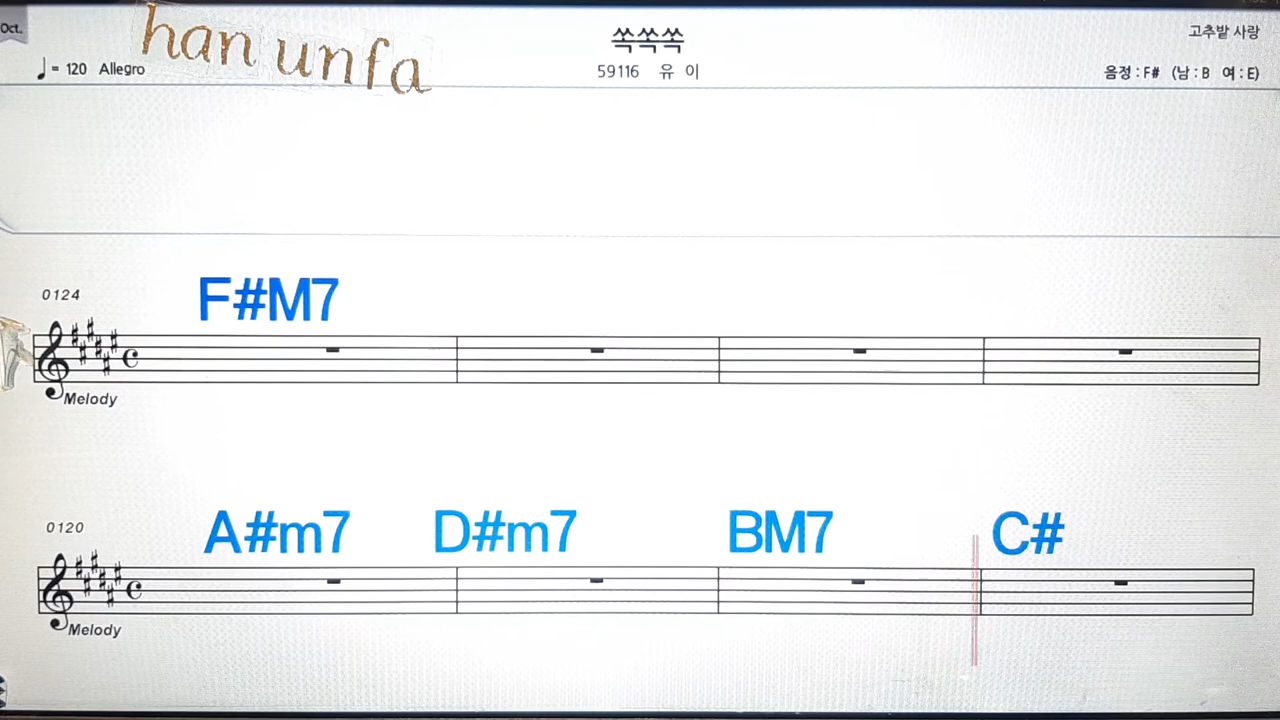 Oct.
han unfa
쏙쏙쏙
고추밭 사랑
♩= 120 Allegro
59116 유 이
음정 : F# (남 : B 여 : E)
0124
F#M7
Melody
0120
A#m7 D#m7 BM7 C#
Melody